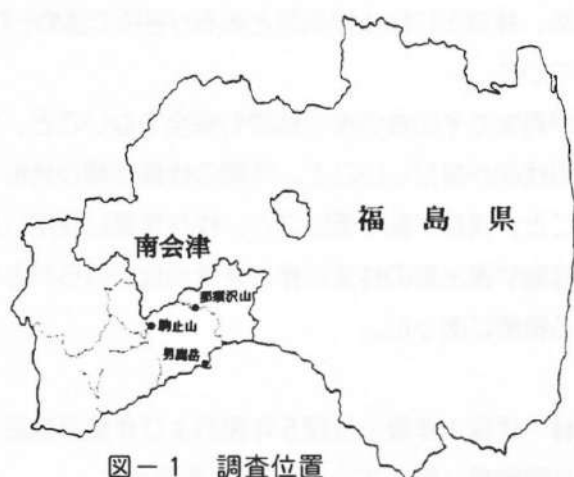 福島県
南会津
那須沢山
駒止山
男鹿岳
図－1 調査位置